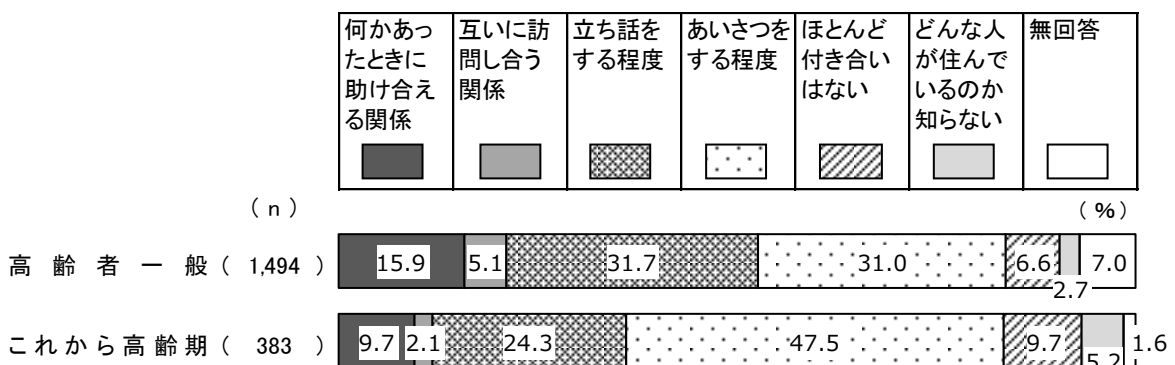 何かあったときに助け合える関係
互いに訪問し合う関係
立ち話をする程度
あいさつをする程度
ほとんど付き合いはない
どんな人が住んでいるのか知らない
無回答
(n)
(%)
高齢者一般( 1,494 ) 15.9 5.1 31.7 31.0 6.6 2.7 7.0
これから高齢期( 383 ) 9.7 2.1 24.3 47.5 9.7 5.2 1.6